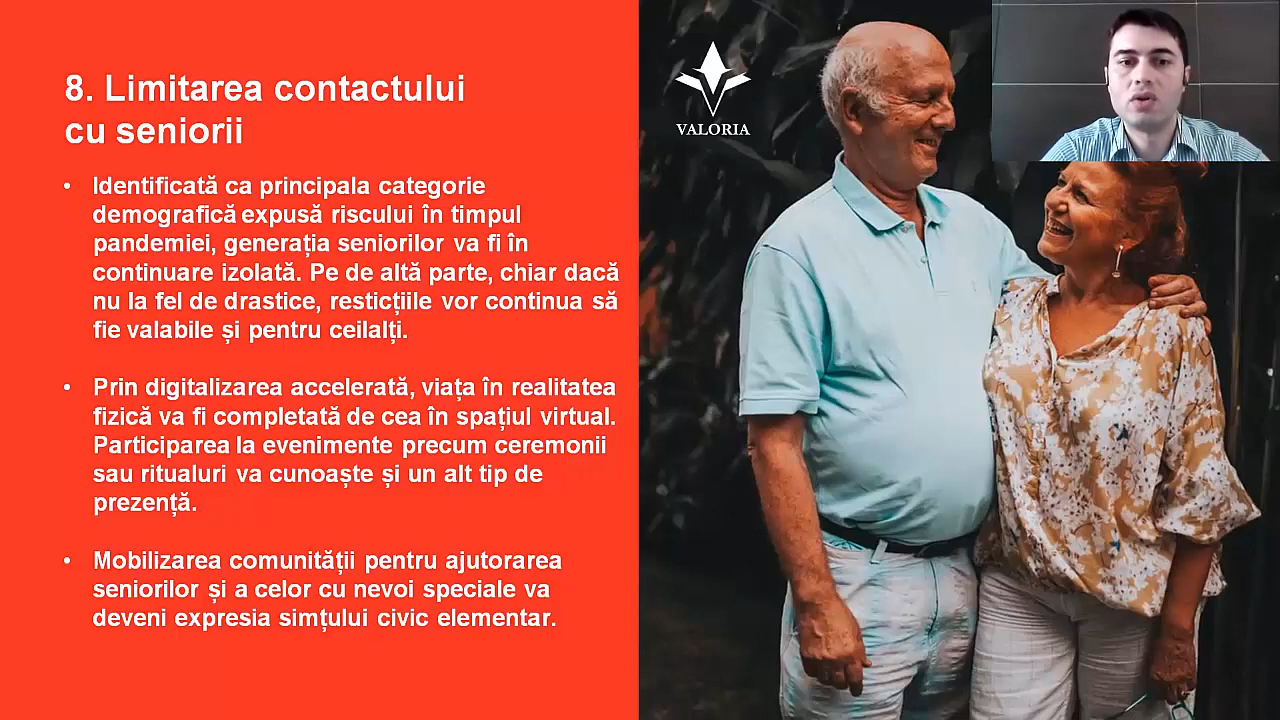 8. Limitarea contactului
cu seniorii
• Identificată ca principala categorie
demografică expusă riscului în timpul
pandemiei, generația seniorilor va fi în
continuare izolată. Pe de altă parte, chiar dacă
nu la fel de drastice, resticțiile vor continua să
fie valabile și pentru ceilalți.
• Prin digitalizarea accelerată, viața în realitatea
fizică va fi completată de cea în spațiul virtual.
Participarea la evenimente precum ceremonii
sau ritualuri va cunoaște și un alt tip de
prezență.
• Mobilizarea comunității pentru ajutorarea
seniorilor și a celor cu nevoi speciale va
deveni expresia simțului civic elementar.
VALORIA